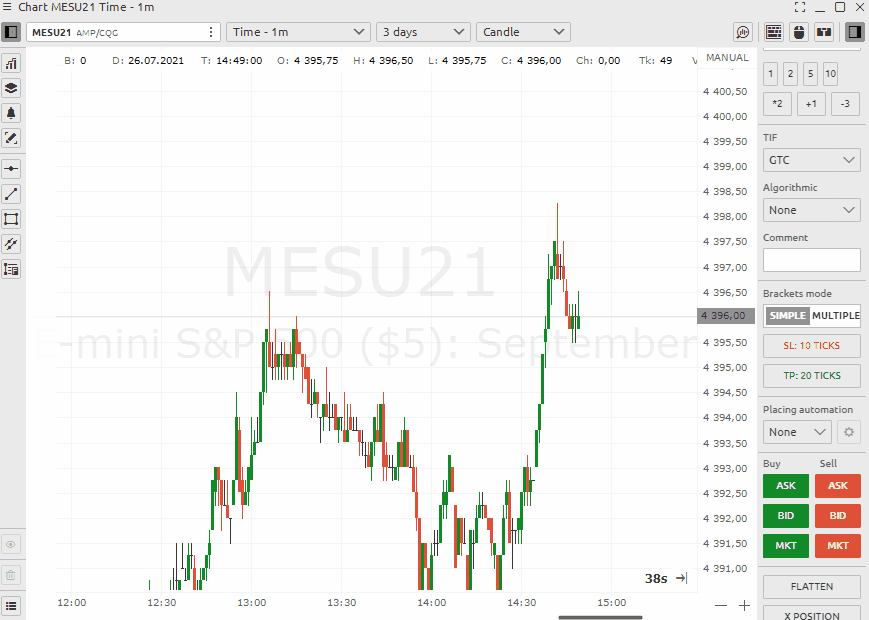 Chart MESU21 Time - 1m
MESU21 AMP/CQG
Time - 1m
3 days
Candle
B: 0 D: 26.07.2021 T: 14:49:00 O: 4 395,75 H: 4 396,50 L: 4 395,75 C: 4 396,00 Ch: 0,00 Tk: 49 V
MANUAL
4 400,50
4 400,00
4 399,50
4 399,00
4 398,50
4 398,00
4 397,50
4 397,00
4 396,50
4 396,00
4 395,50
4 395,00
4 394,50
4 394,00
4 393,50
4 393,00
4 392,50
4 392,00
4 391,50
4 391,00
MESU21
-mini S&P 500 ($5): September
38s
12:00 12:30 13:00 13:30 14:00 14:30 15:00
1 2 5 10
*2 +1 -3
TIF
GTC
Algorithmic
None
Comment
Brackets mode
SIMPLE MULTIPLE
SL: 10 TICKS
TP: 20 TICKS
Placing automation
None
Buy Sell
ASK ASK
BID BID
MKT MKT
FLATTEN
X POSITION